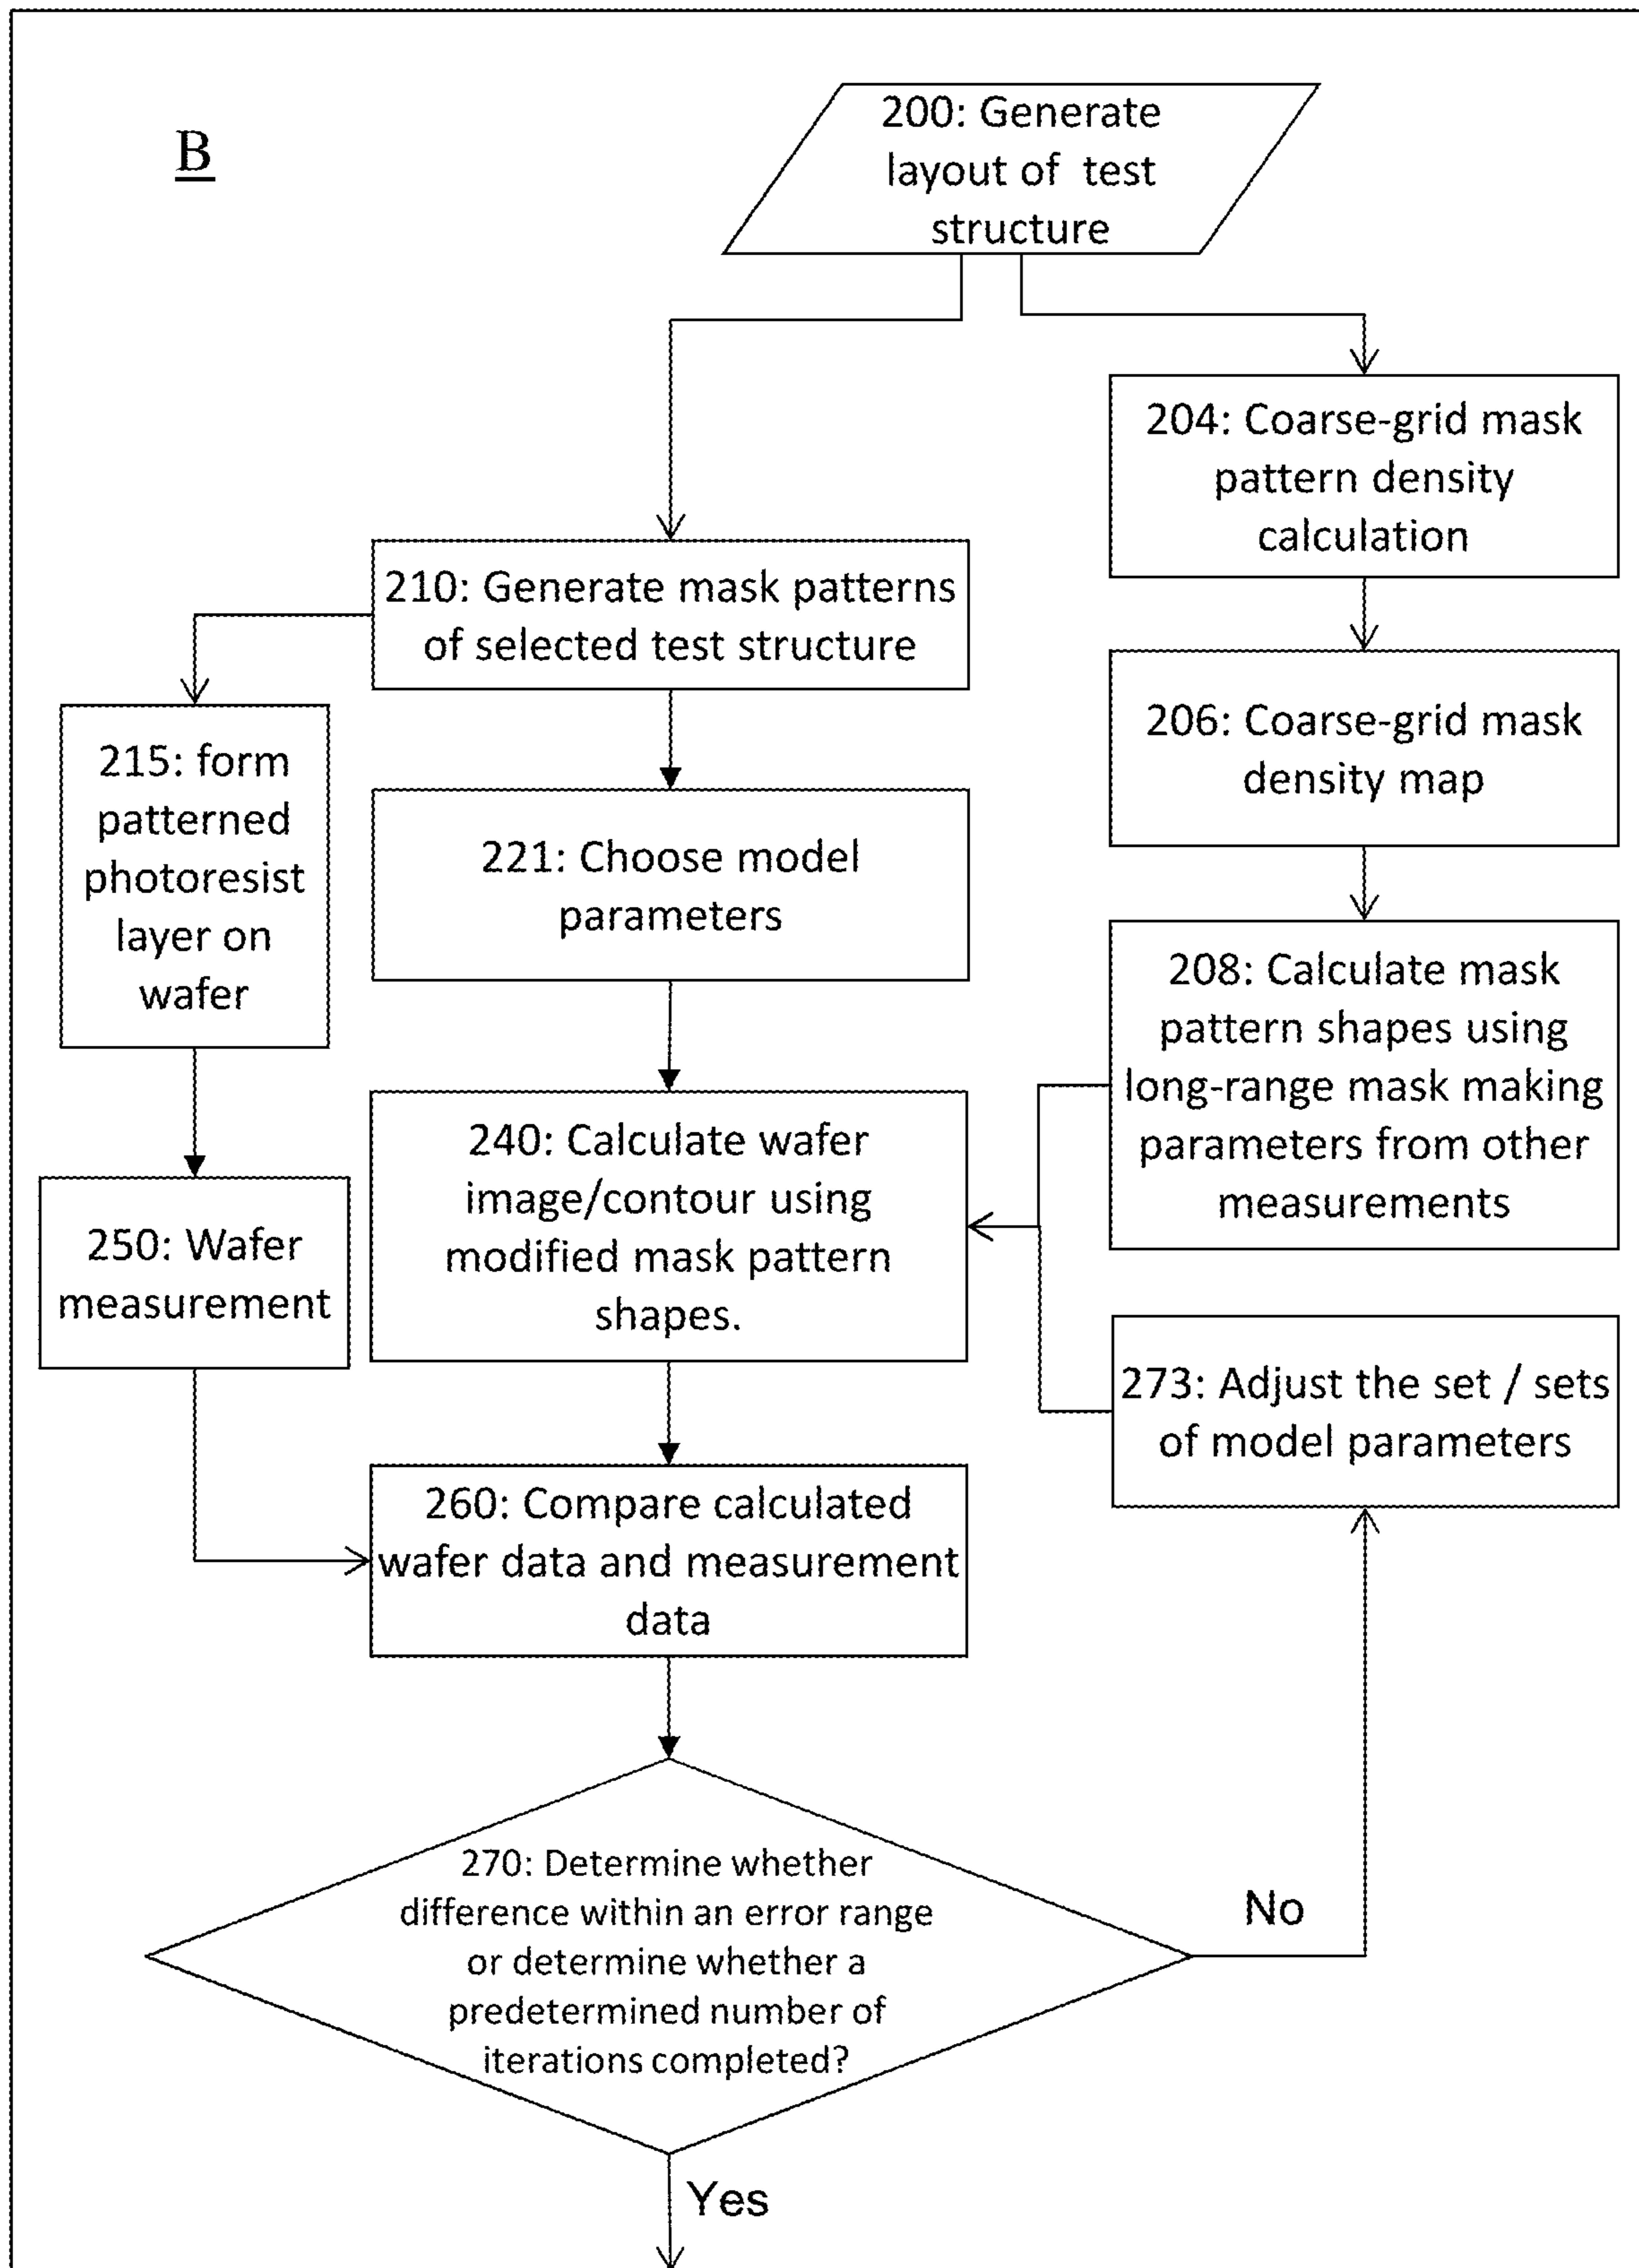 B
200: Generate
layout of test
structure
204: Coarse-grid mask
pattern density
calculation
210: Generate mask patterns
of selected test structure
206: Coarse-grid mask
density map
215: form
patterned
photoresist
layer on
wafer
221: Choose model
parameters
208: Calculate mask
pattern shapes using
long-range mask making
parameters from other
measurements
240: Calculate wafer
image/contour using
modified mask pattern
shapes.
250: Wafer
measurement
273: Adjust the set / sets
of model parameters
260: Compare calculated
wafer data and measurement
data
270: Determine whether
difference within an error range
or determine whether a
predetermined number of
iterations completed?
No
Yes